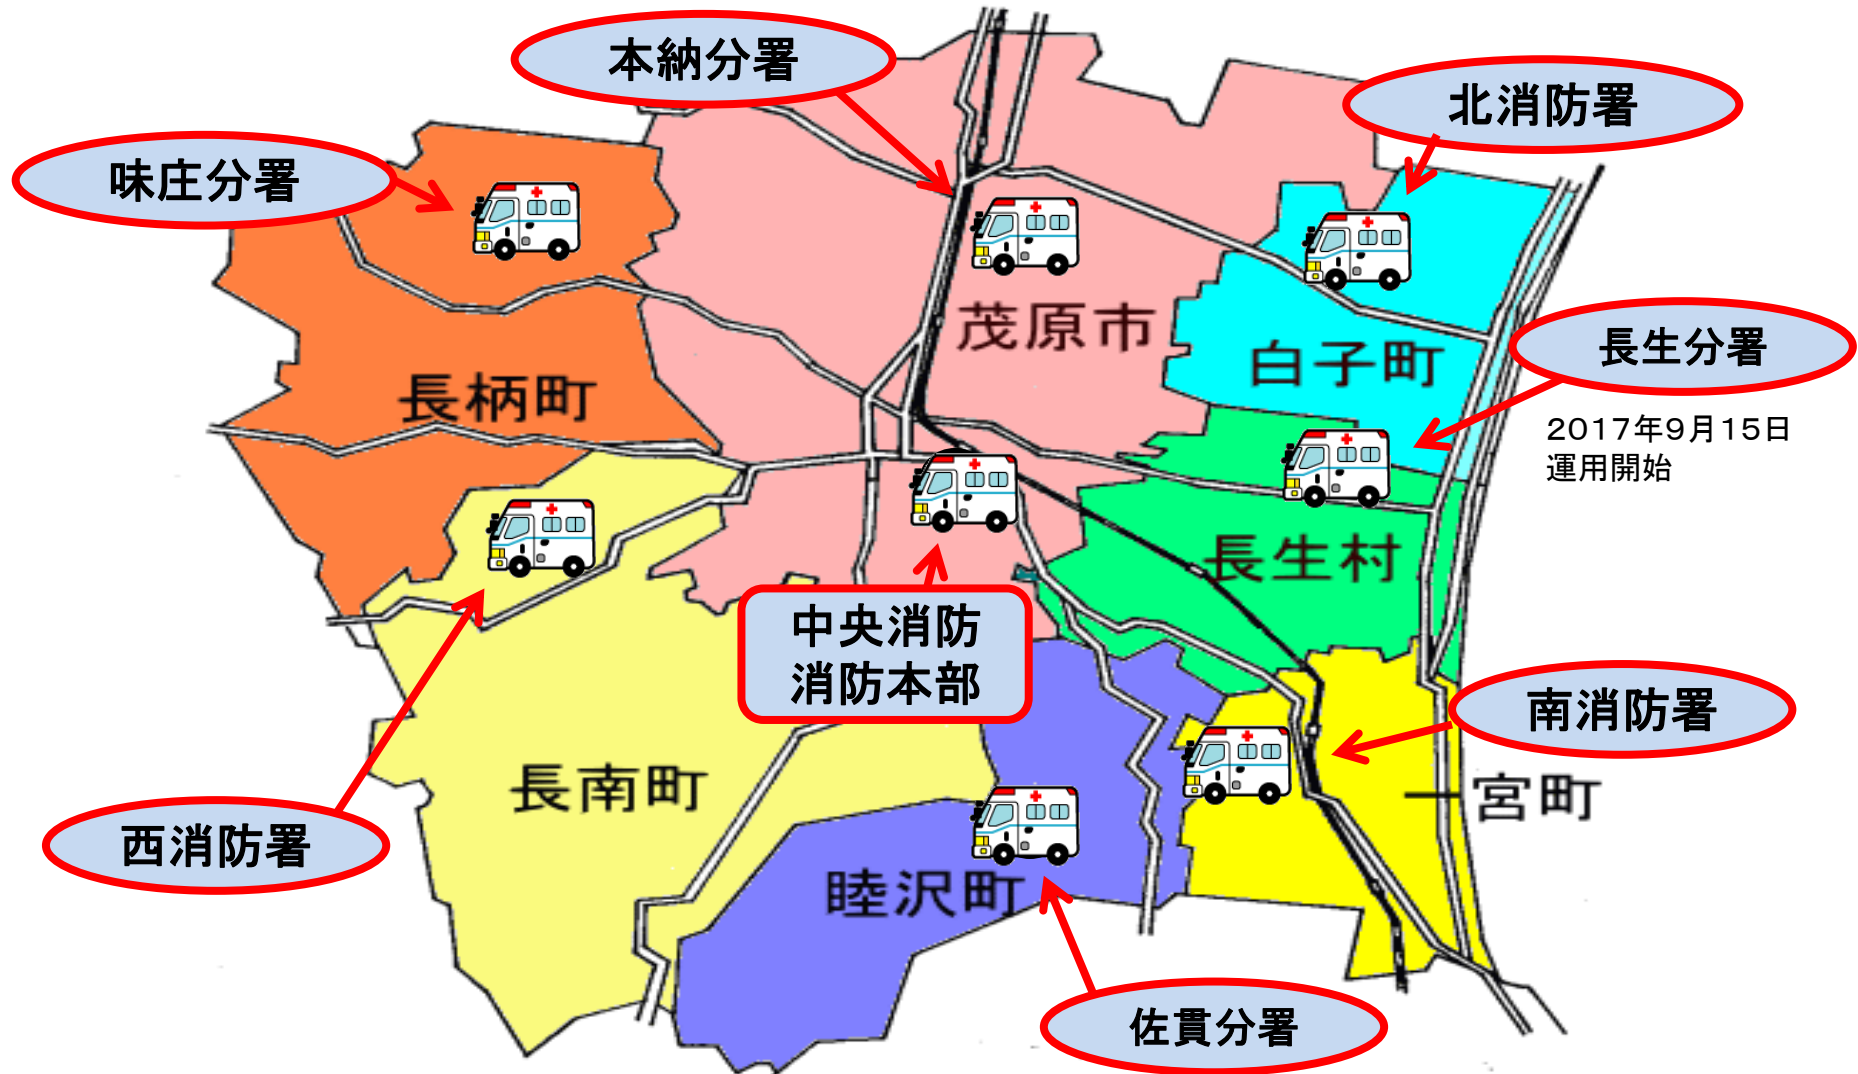 本納分署
北消防署
味庄分署
茂原市
長生分署
白子町
長柄町
2017年9月15日
運用開始
長生村
中央消防
消防本部
南消防署
長南町
一宮町
西消防署
睦沢町
佐貫分署